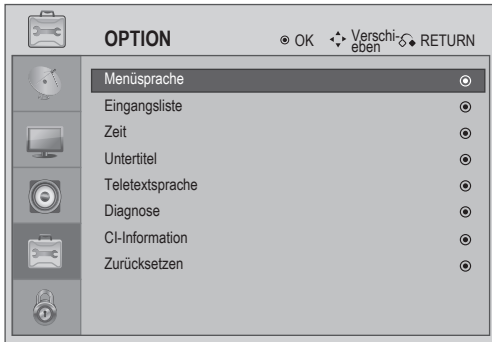 OPTION
OK Verschi-
eben RETURN
Menüsprache
Eingangsliste
Zeit
Untertitel
Teletextsprache
Diagnose
CI-Information
Zurücksetzen